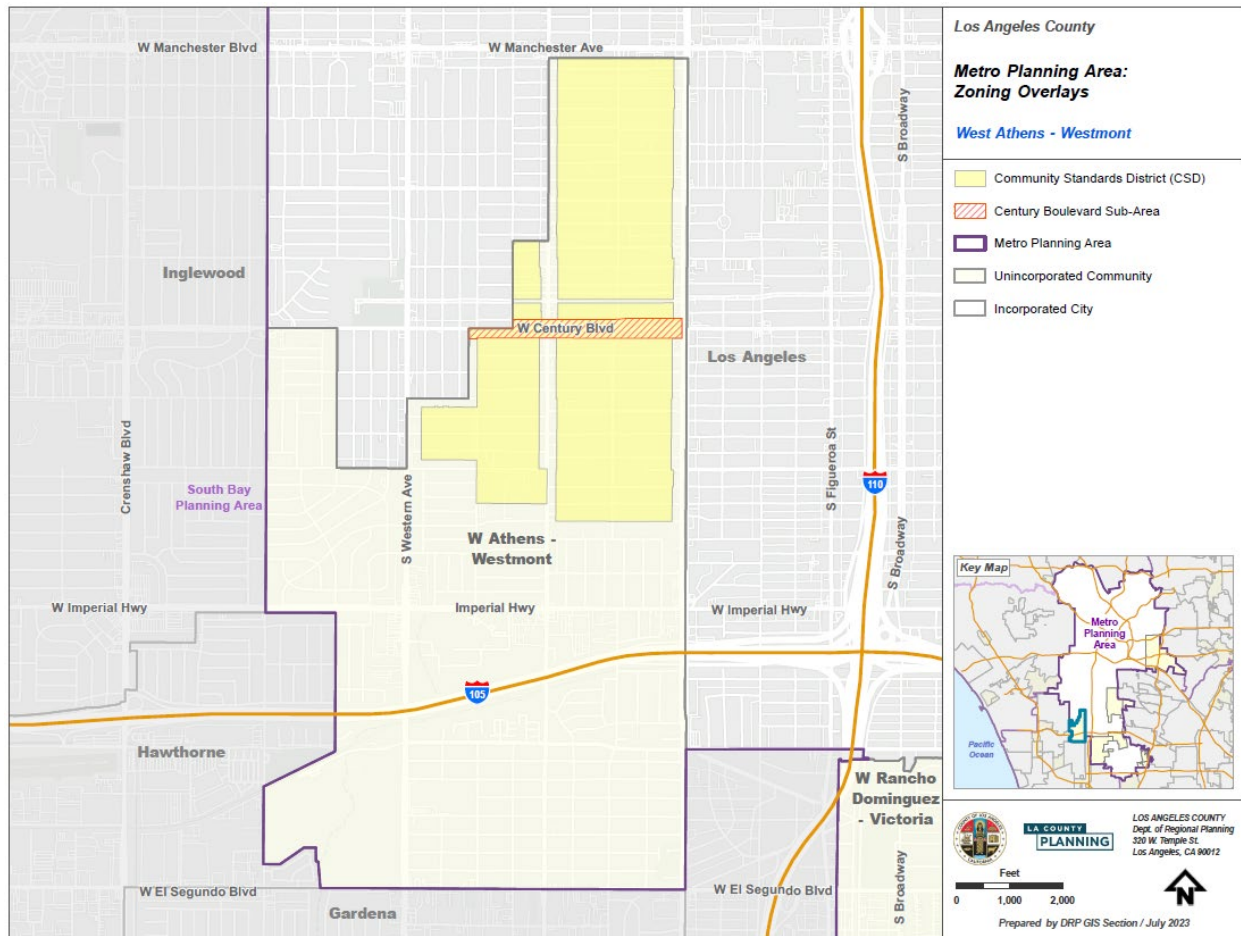 W Manchester Blvd
W Manchester Ave
S Broadway
Inglewood
W Century Blvd
Los Angeles
Crenshaw Blvd
South Bay
Planning Area
S Western Ave
S Figueroa St
110
W Athens -
Westmont
S Broadway
W Imperial Hwy
Imperial Hwy
W Imperial Hwy
105
Hawthorne
W Rancho
Dominguez
- Victoria
W El Segundo Blvd
W El Segundo Blvd
S Broadway
Gardena
Los Angeles County
Metro Planning Area:
Zoning Overlays
West Athens - Westmont
Community Standards District (CSD)
Century Boulevard Sub-Area
Metro Planning Area
Unincorporated Community
Incorporated City
Key Map
Metro
Planning
Area
Pacific
Ocean
LA COUNTY
PLANNING
LOS ANGELES COUNTY
Dept. of Regional Planning
320 W. Temple St.
Los Angeles, CA 90012
Feet
0 1,000 2,000
N
Prepared by DRP GIS Section / July 2023